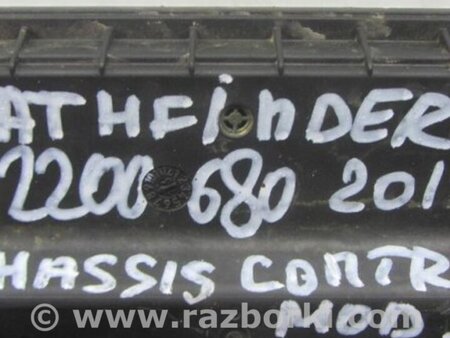 ATHFINDER
2200 680 201
HASSIS CONTR
MOD
© www.razborki.com